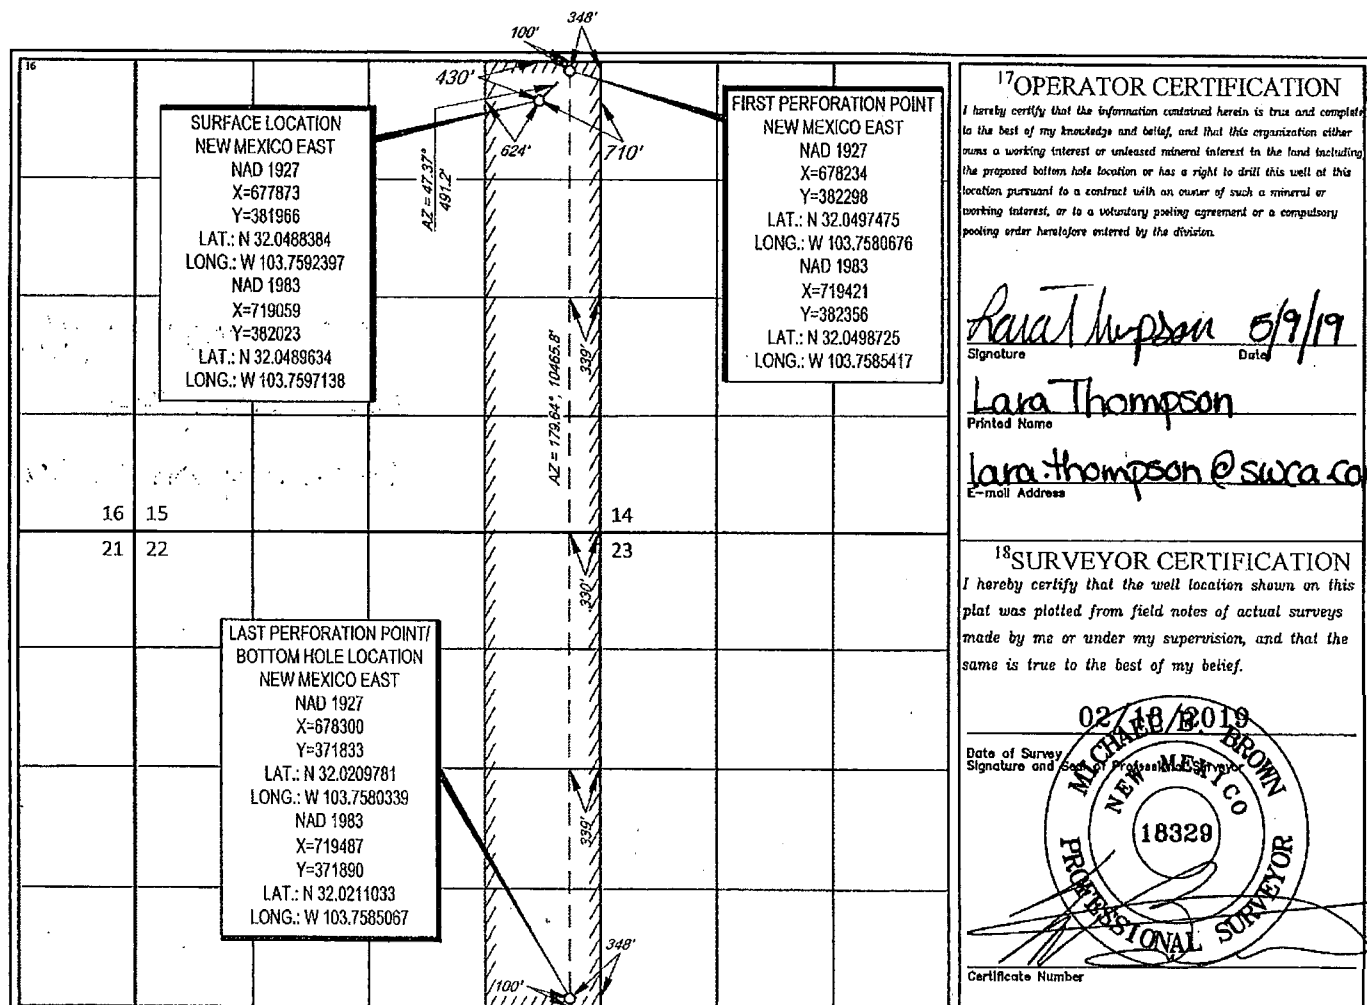 348'
100'
16
430'
624'
710'
AZ = 47.37°
491.2'
SURFACE LOCATION
NEW MEXICO EAST
NAD 1927
X=677873
Y=381966
LAT.: N 32.0488384
LONG.: W 103.7592397
NAD 1983
X=719059
Y=382023
LAT.: N 32.0489634
LONG.: W 103.7597138
FIRST PERFORATION POINT
NEW MEXICO EAST
NAD 1927
X=678234
Y=382298
LAT.: N 32.0497475
LONG.: W 103.7580676
NAD 1983
X=719421
Y=382356
LAT.: N 32.0498725
LONG.: W 103.7585417
339'
AZ = 179.64°, 10465.8'
16 15
14
21 22
23
330'
LAST PERFORATION POINT/
BOTTOM HOLE LOCATION
NEW MEXICO EAST
NAD 1927
X=678300
Y=371833
LAT.: N 32.0209781
LONG.: W 103.7580339
NAD 1983
X=719487
Y=371890
LAT.: N 32.0211033
LONG.: W 103.7585067
339'
348'
100'
17 OPERATOR CERTIFICATION
I hereby certify that the information contained herein is true and complete
to the best of my knowledge and belief, and that this organization either
owns a working interest or unleased mineral interest in the land including
the proposed bottom hole location or has a right to drill this well at this
location pursuant to a contract with an owner of such a mineral or
working interest, or to a voluntary pooling agreement or a compulsory
pooling order heretofore entered by the division.
Lara Thompson 5/9/19
Signature Date
Lara Thompson
Printed Name
lara.thompson@swca.co
E-mail Address
18 SURVEYOR CERTIFICATION
I hereby certify that the well location shown on this
plat was plotted from field notes of actual surveys
made by me or under my supervision, and that the
same is true to the best of my belief.
02/18/2019
Date of Survey
Signature and Seal of Professional Surveyor
MICHAEL B. BROWN
NEW MEXICO
18329
PROFESSIONAL SURVEYOR
Certificate Number